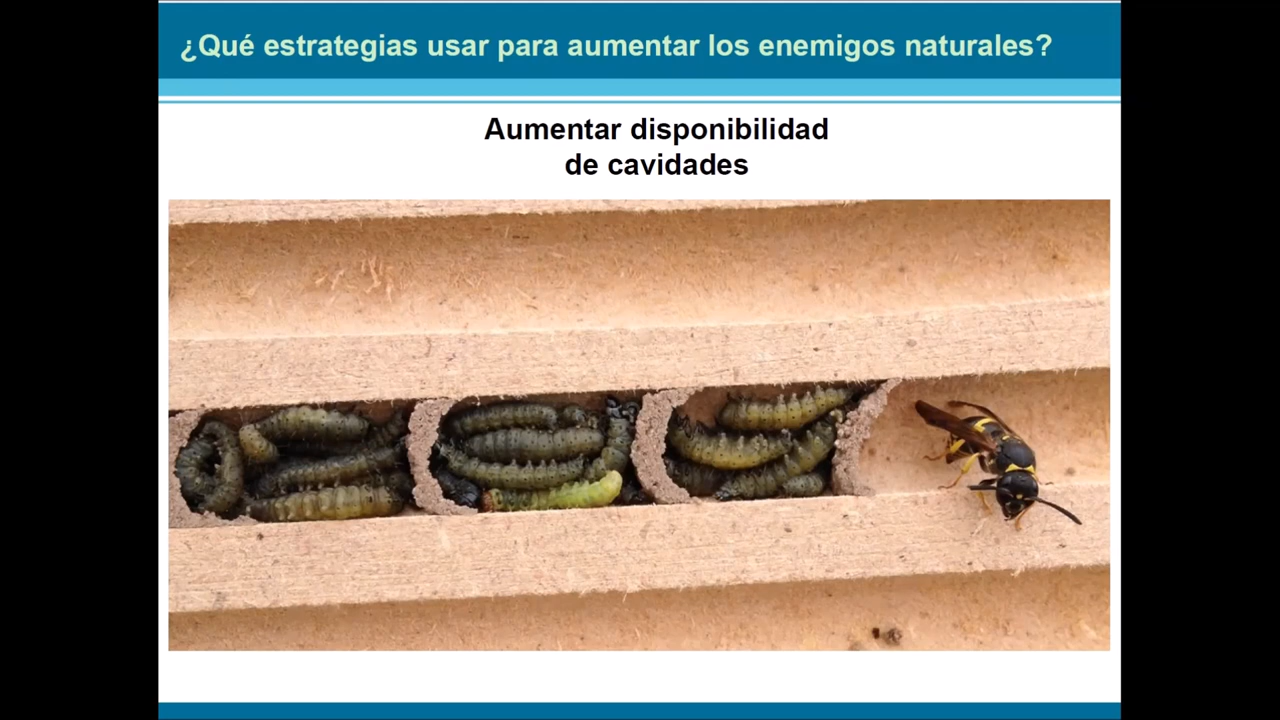 ¿Qué estrategias usar para aumentar los enemigos naturales?
Aumentar disponibilidad
de cavidades